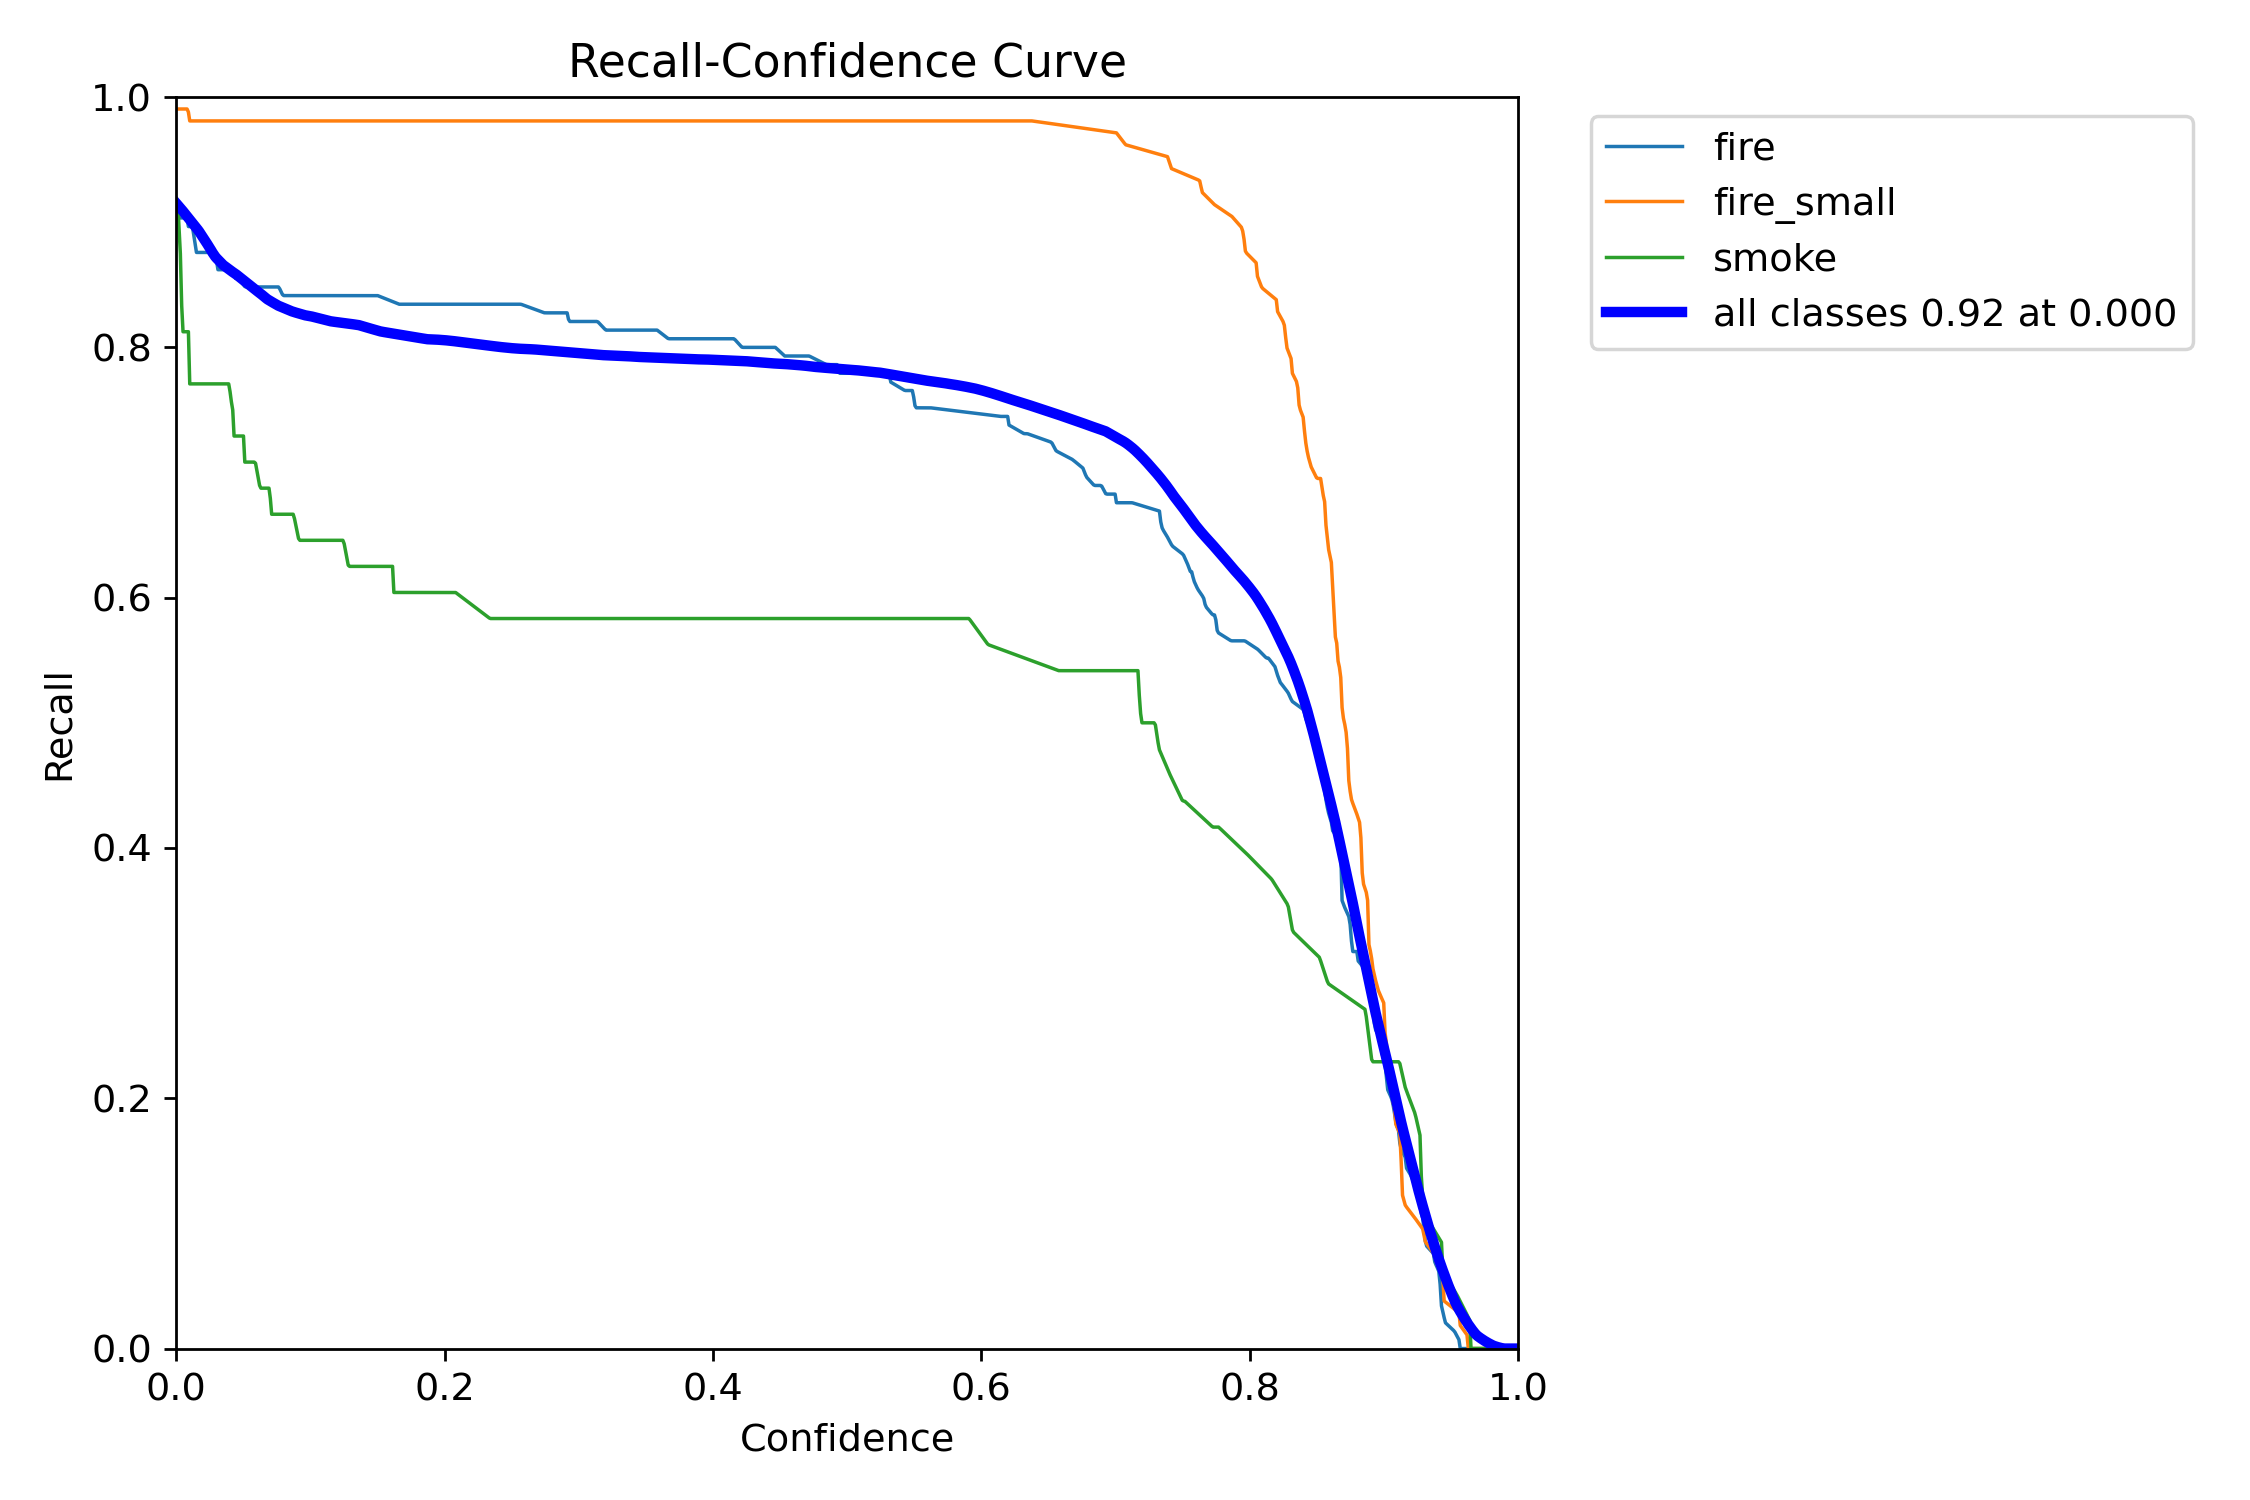 Recall-Confidence Curve
1.0
0.8
0.6
0.4
0.2
0.0
Recall
0.0 0.2 0.4 0.6 0.8 1.0
Confidence
fire
fire_small
smoke
all classes 0.92 at 0.000